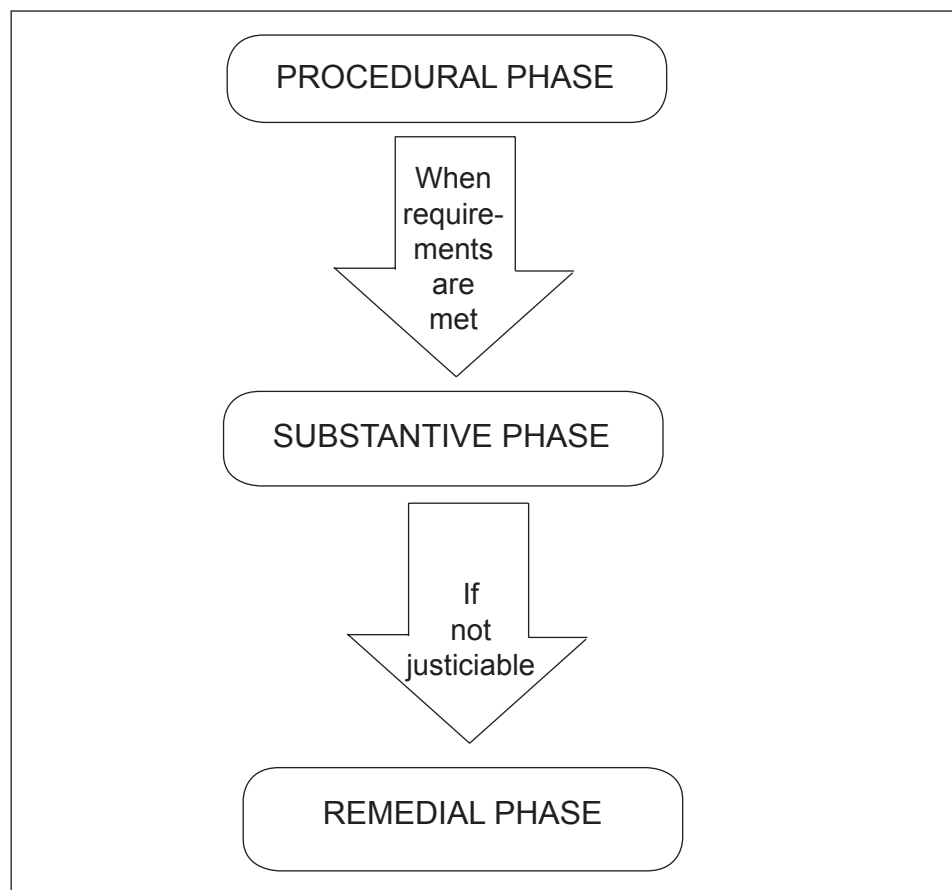 PROCEDURAL PHASE
When
require-
ments
are
met
SUBSTANTIVE PHASE
If
not
justiciable
REMEDIAL PHASE